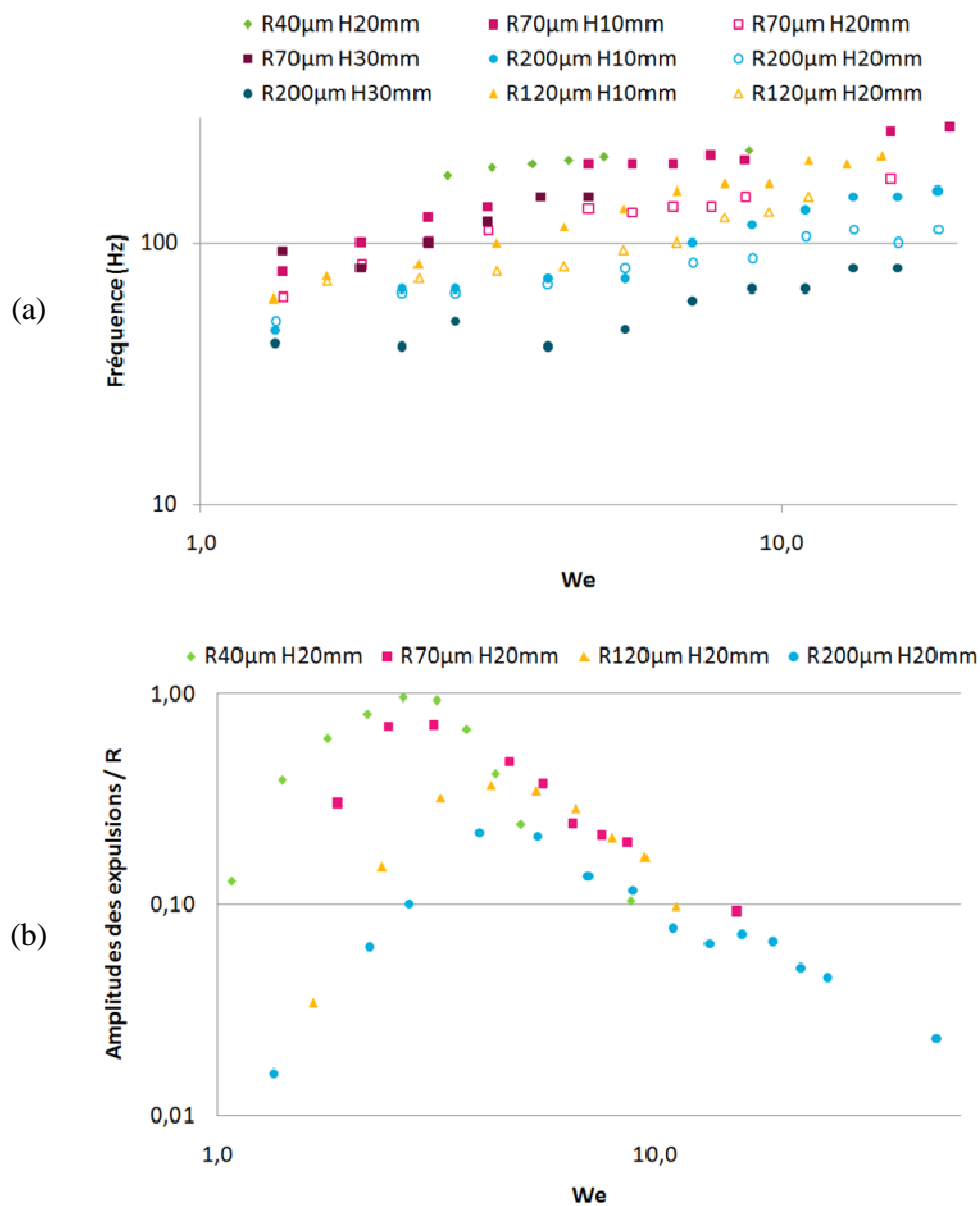 R40µm H20mm R70µm H10mm R70µm H20mm
R70µm H30mm R200µm H10mm R200µm H20mm
R200µm H30mm R120µm H10mm R120µm H20mm
(a)
Fréquence (Hz)
100
10
1,0 10,0
We
R40µm H20mm R70µm H20mm R120µm H20mm R200µm H20mm
(b)
Amplitudes des expulsions / R
1,00
0,10
0,01
1,0 10,0
We